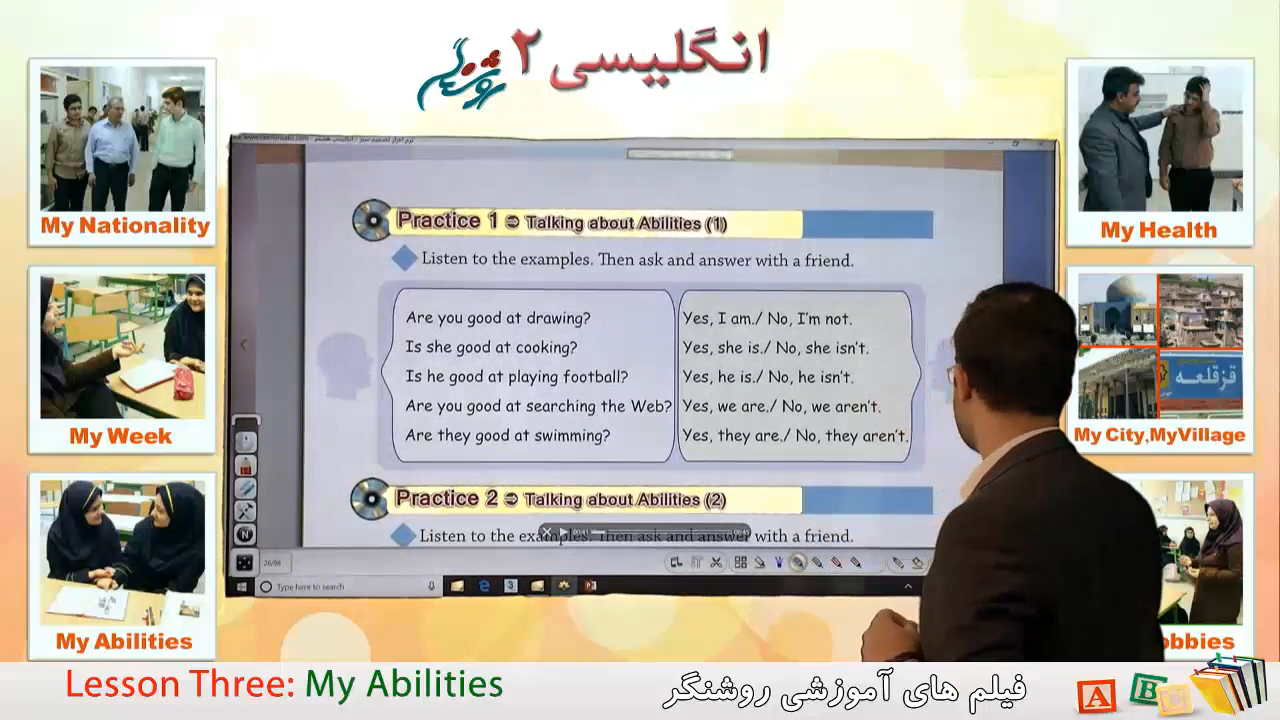 انگلیسی ۲
روشنگر
My Nationality
My Week
My Abilities
My Health
My City,MyVillage
قزقلعه
obbies
Practice 1 ⇒ Talking about Abilities (1)
Listen to the examples. Then ask and answer with a friend.
Are you good at drawing? Yes, I am./ No, I'm not.
Is she good at cooking? Yes, she is./ No, she isn't.
Is he good at playing football? Yes, he is./ No, he isn't.
Are you good at searching the Web? Yes, we are./ No, we aren't.
Are they good at swimming? Yes, they are./ No, they aren't.
Practice 2 ⇒ Talking about Abilities (2)
Listen to the examples. Then ask and answer with a friend.
26/98
Type here to search
Lesson Three: My Abilities
فیلم های آموزشی روشنگر
A B C